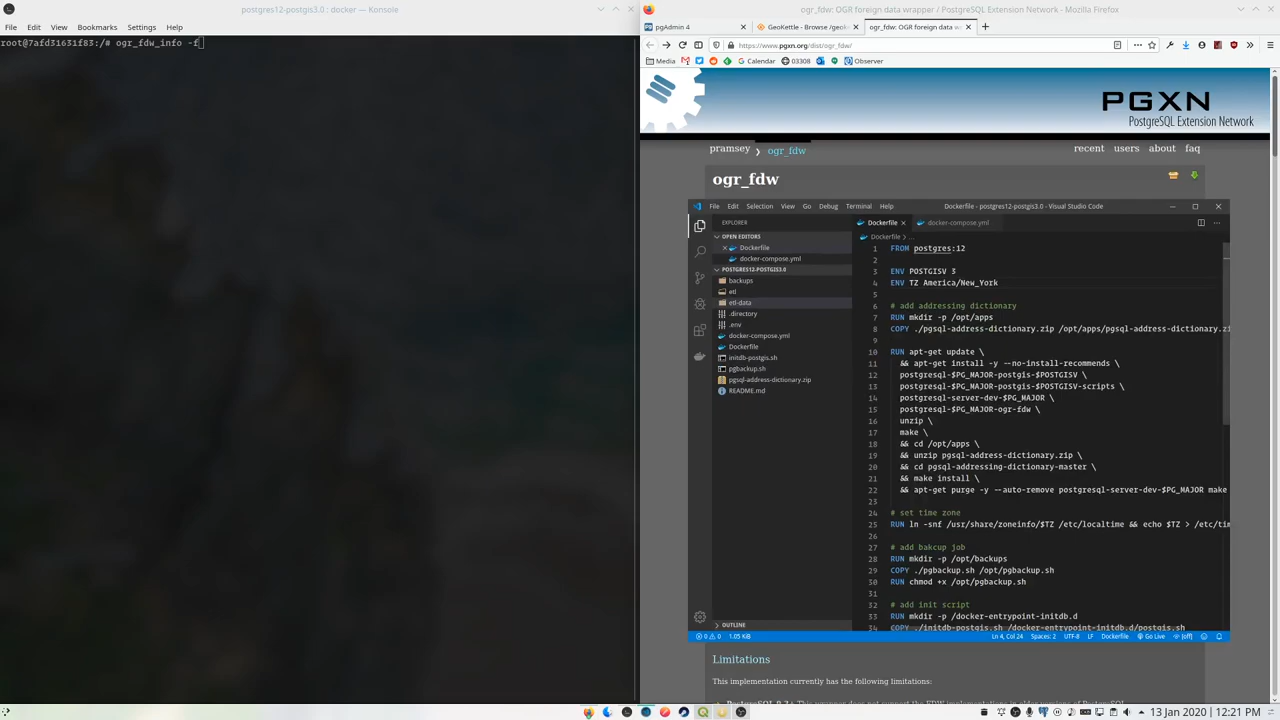 postgres12-postgis3.0 : docker — Konsole
File Edit View Bookmarks Settings Help
root@7afd3631f83:/# ogr_fdw_info -f
ogr_fdw: OGR foreign data wrapper / PostgreSQL Extension Network - Mozilla Firefox
pgAdmin 4
GeoKettle - Browse /geok
ogr_fdw: OGR foreign data w
https://www.pgxn.org/dist/ogr_fdw/
Media
Calendar
03308
Observer
PGXN
PostgreSQL Extension Network
pramsey
ogr_fdw
recent users about faq
ogr_fdw
File Edit Selection View Go Debug Terminal Help
Dockerfile - postgres12-postgis3.0 - Visual Studio Code
EXPLORER
OPEN EDITORS
Dockerfile
docker-compose.yml
POSTGRES12-POSTGIS3.0
backups
etl
etl-data
.directory
.env
docker-compose.yml
Dockerfile
initdb-postgis.sh
pgbackup.sh
pgsql-address-dictionary.zip
README.md
OUTLINE
Dockerfile
docker-compose.yml
Dockerfile
1 FROM postgres:12
2
3 ENV POSTGISV 3
4 ENV TZ America/New_York
5
6 # add addressing dictionary
7 RUN mkdir -p /opt/apps
8 COPY ./pgsql-address-dictionary.zip /opt/apps/pgsql-address-dictionary.zi
9
10 RUN apt-get update \
11 && apt-get install -y --no-install-recommends \
12 postgresql-$PG_MAJOR-postgis-$POSTGISV \
13 postgresql-$PG_MAJOR-postgis-$POSTGISV-scripts \
14 postgresql-server-dev-$PG_MAJOR \
15 postgresql-$PG_MAJOR-ogr-fdw \
16 unzip \
17 make \
18 && cd /opt/apps \
19 && unzip pgsql-address-dictionary.zip \
20 && cd pgsql-addressing-dictionary-master \
21 && make install \
22 && apt-get purge -y --auto-remove postgresql-server-dev-$PG_MAJOR make
23
24 # set time zone
25 RUN ln -snf /usr/share/zoneinfo/$TZ /etc/localtime && echo $TZ > /etc/tim
26
27 # add bakcup job
28 RUN mkdir -p /opt/backups
29 COPY ./pgbackup.sh /opt/pgbackup.sh
30 RUN chmod +x /opt/pgbackup.sh
31
32 # add init script
33 RUN mkdir -p /docker-entrypoint-initdb.d
34 COPY ./initdb-postgis.sh /docker-entrypoint-initdb.d/postgis.sh
0 0 1.05 KiB
Ln 4, Col 24 Spaces: 2 UTF-8 LF Dockerfile Go Live [off]
Limitations
This implementation currently has the following limitations:
13 Jan 2020 12:21 PM